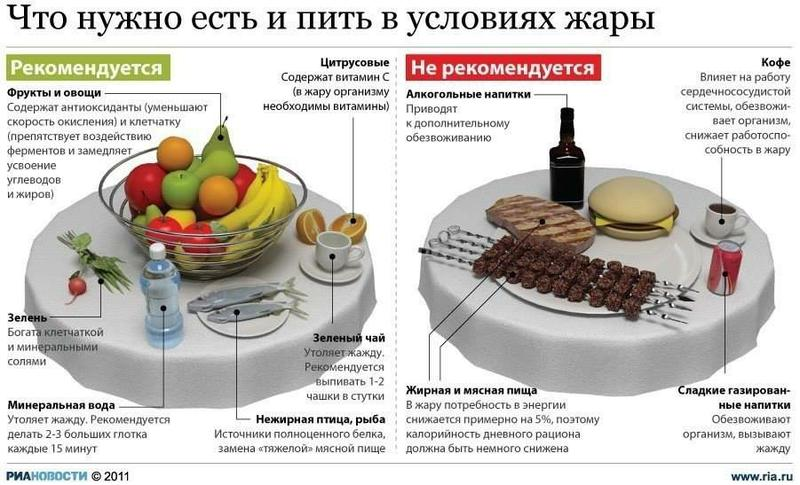 Что нужно есть и пить в условиях жары
Рекомендуется
Фрукты и овощи
Содержат антиоксиданты (уменьшают
скорость окисления) и клетчатку
(препятствует воздействию
ферментов и замедляет
усвоение
углеводов
и жиров)
Цитрусовые
Содержат витамин С
(в жару организму
необходимы витамины)
Зелень
Богата клетчаткой
и минеральными
солями
Зеленый чай
Утоляет жажду.
Рекомендуется
выпивать 1-2
чашки в стутки
Минеральная вода
Утоляет жажду. Рекомендуется
делать 2-3 больших глотка
каждые 15 минут
Нежирная птица, рыба
Источники полноценного белка,
замена «тяжелой» мясной пище
Не рекомендуется
Алкогольные напитки
Приводят
к дополнительному
обезвоживанию
Кофе
Влияет на работу
сердечнососудистой
системы, обезвожи-
вает организм,
снижает работоспо-
собность в жару
Жирная и мясная пища
В жару потребность в энергии
снижается примерно на 5%, поэтому
калорийность дневного рациона
должна быть немного снижена
Сладкие газирован-
ные напитки
Обезвоживают
организм, вызывают
жажду
РИАНОВОСТИ © 2011
www.ria.ru